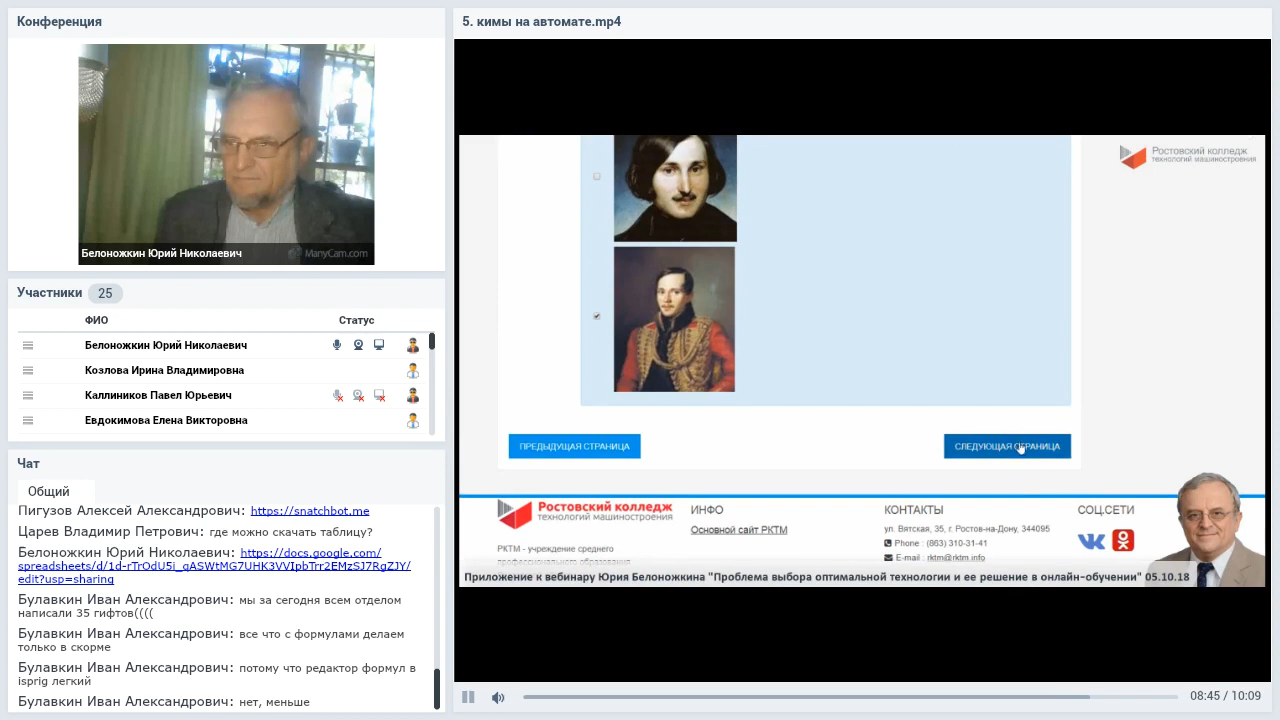 Конференция
Белоножкин Юрий Николаевич
ManyCam.com
Участники 25
ФИО Статус
Белоножкин Юрий Николаевич
Козлова Ирина Владимировна
Каллиников Павел Юрьевич
Евдокимова Елена Викторовна
Чат
Общий
Пигузов Алексей Александрович: https://snatchbot.me
Царев Владимир Петрович: где можно скачать таблицу?
Белоножкин Юрий Николаевич: https://docs.google.com/
spreadsheets/d/1d-rTrOdU5i_qASWtMG7UHK3VVIpbTrr2EMzSJ7RgZJY/
edit?usp=sharing
Булавкин Иван Александрович: мы за сегодня всем отделом
написали 35 гифтов((((
Булавкин Иван Александрович: все что с формулами делаем
только в скорме
Булавкин Иван Александрович: потому что редактор формул в
isprig легкий
Булавкин Иван Александрович: нет, меньше
5. кимы на автомате.mp4
Ростовский колледж
технологий машиностроения
ПРЕДЫДУЩАЯ СТРАНИЦА
СЛЕДУЮЩАЯ СТРАНИЦА
Ростовский колледж
технологий машиностроения
РКТМ - учреждение среднего
профессионального образования
ИНФО
Основной сайт РКТМ
КОНТАКТЫ
ул. Вятская, 35, г. Ростов-на-Дону, 344095
Phone : (863) 310-31-41
E-mail : rktm@rktm.info
СОЦ.СЕТИ
Приложение к вебинару Юрия Белоножкина "Проблема выбора оптимальной технологии и ее решение в онлайн-обучении" 05.10.18
08:45 / 10:09